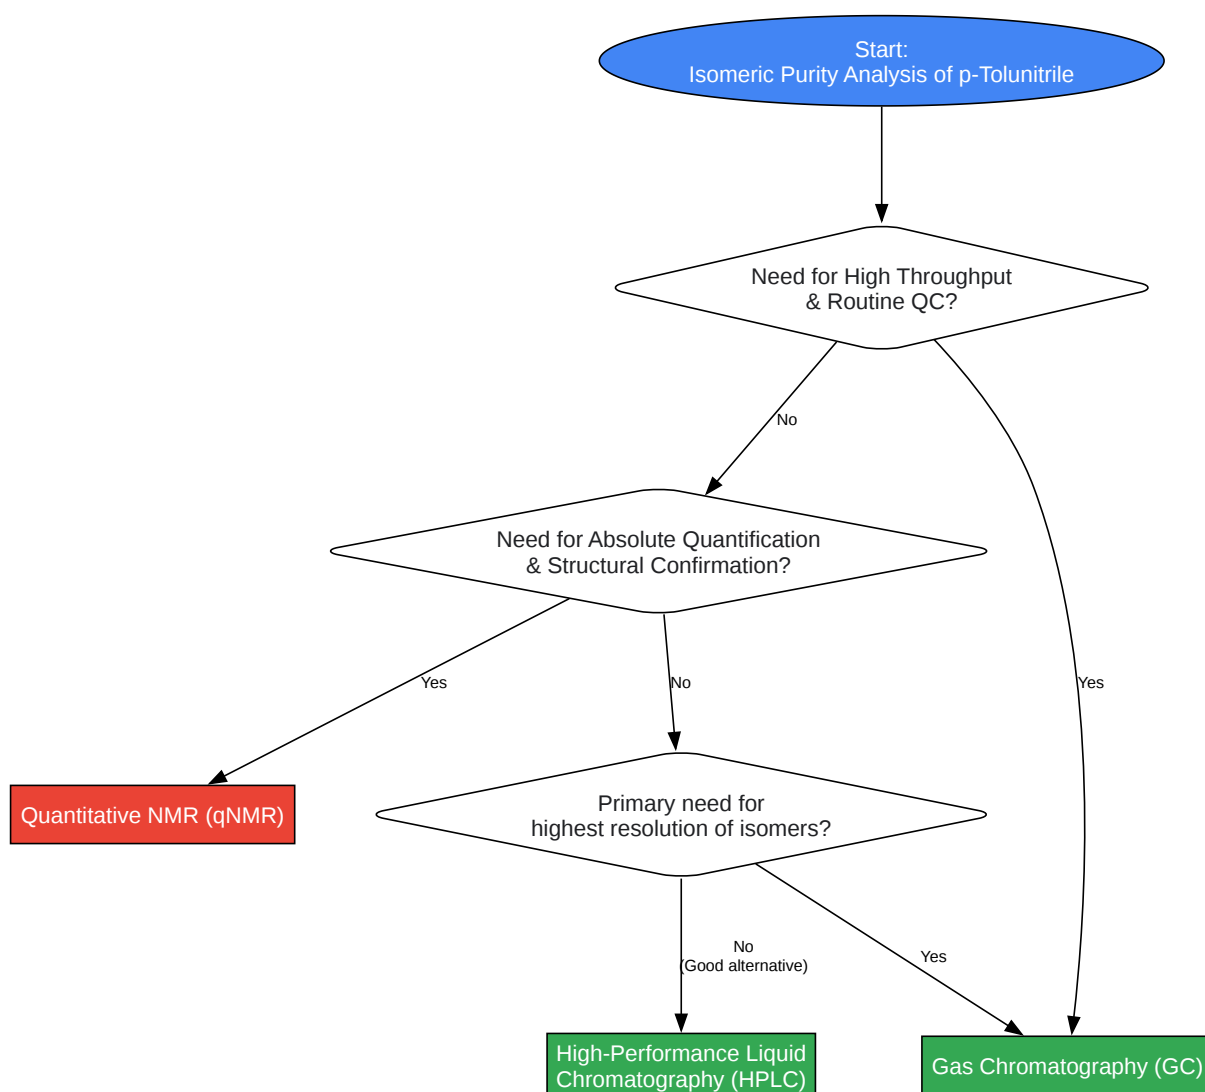 Start:
Isomeric Purity Analysis of p-Tolunitrile
Need for High Throughput
& Routine QC?
No
Need for Absolute Quantification
& Structural Confirmation?
Yes
No
Yes
Quantitative NMR (qNMR)
Primary need for
highest resolution of isomers?
No
(Good alternative)
Yes
High-Performance Liquid
Chromatography (HPLC)
Gas Chromatography (GC)